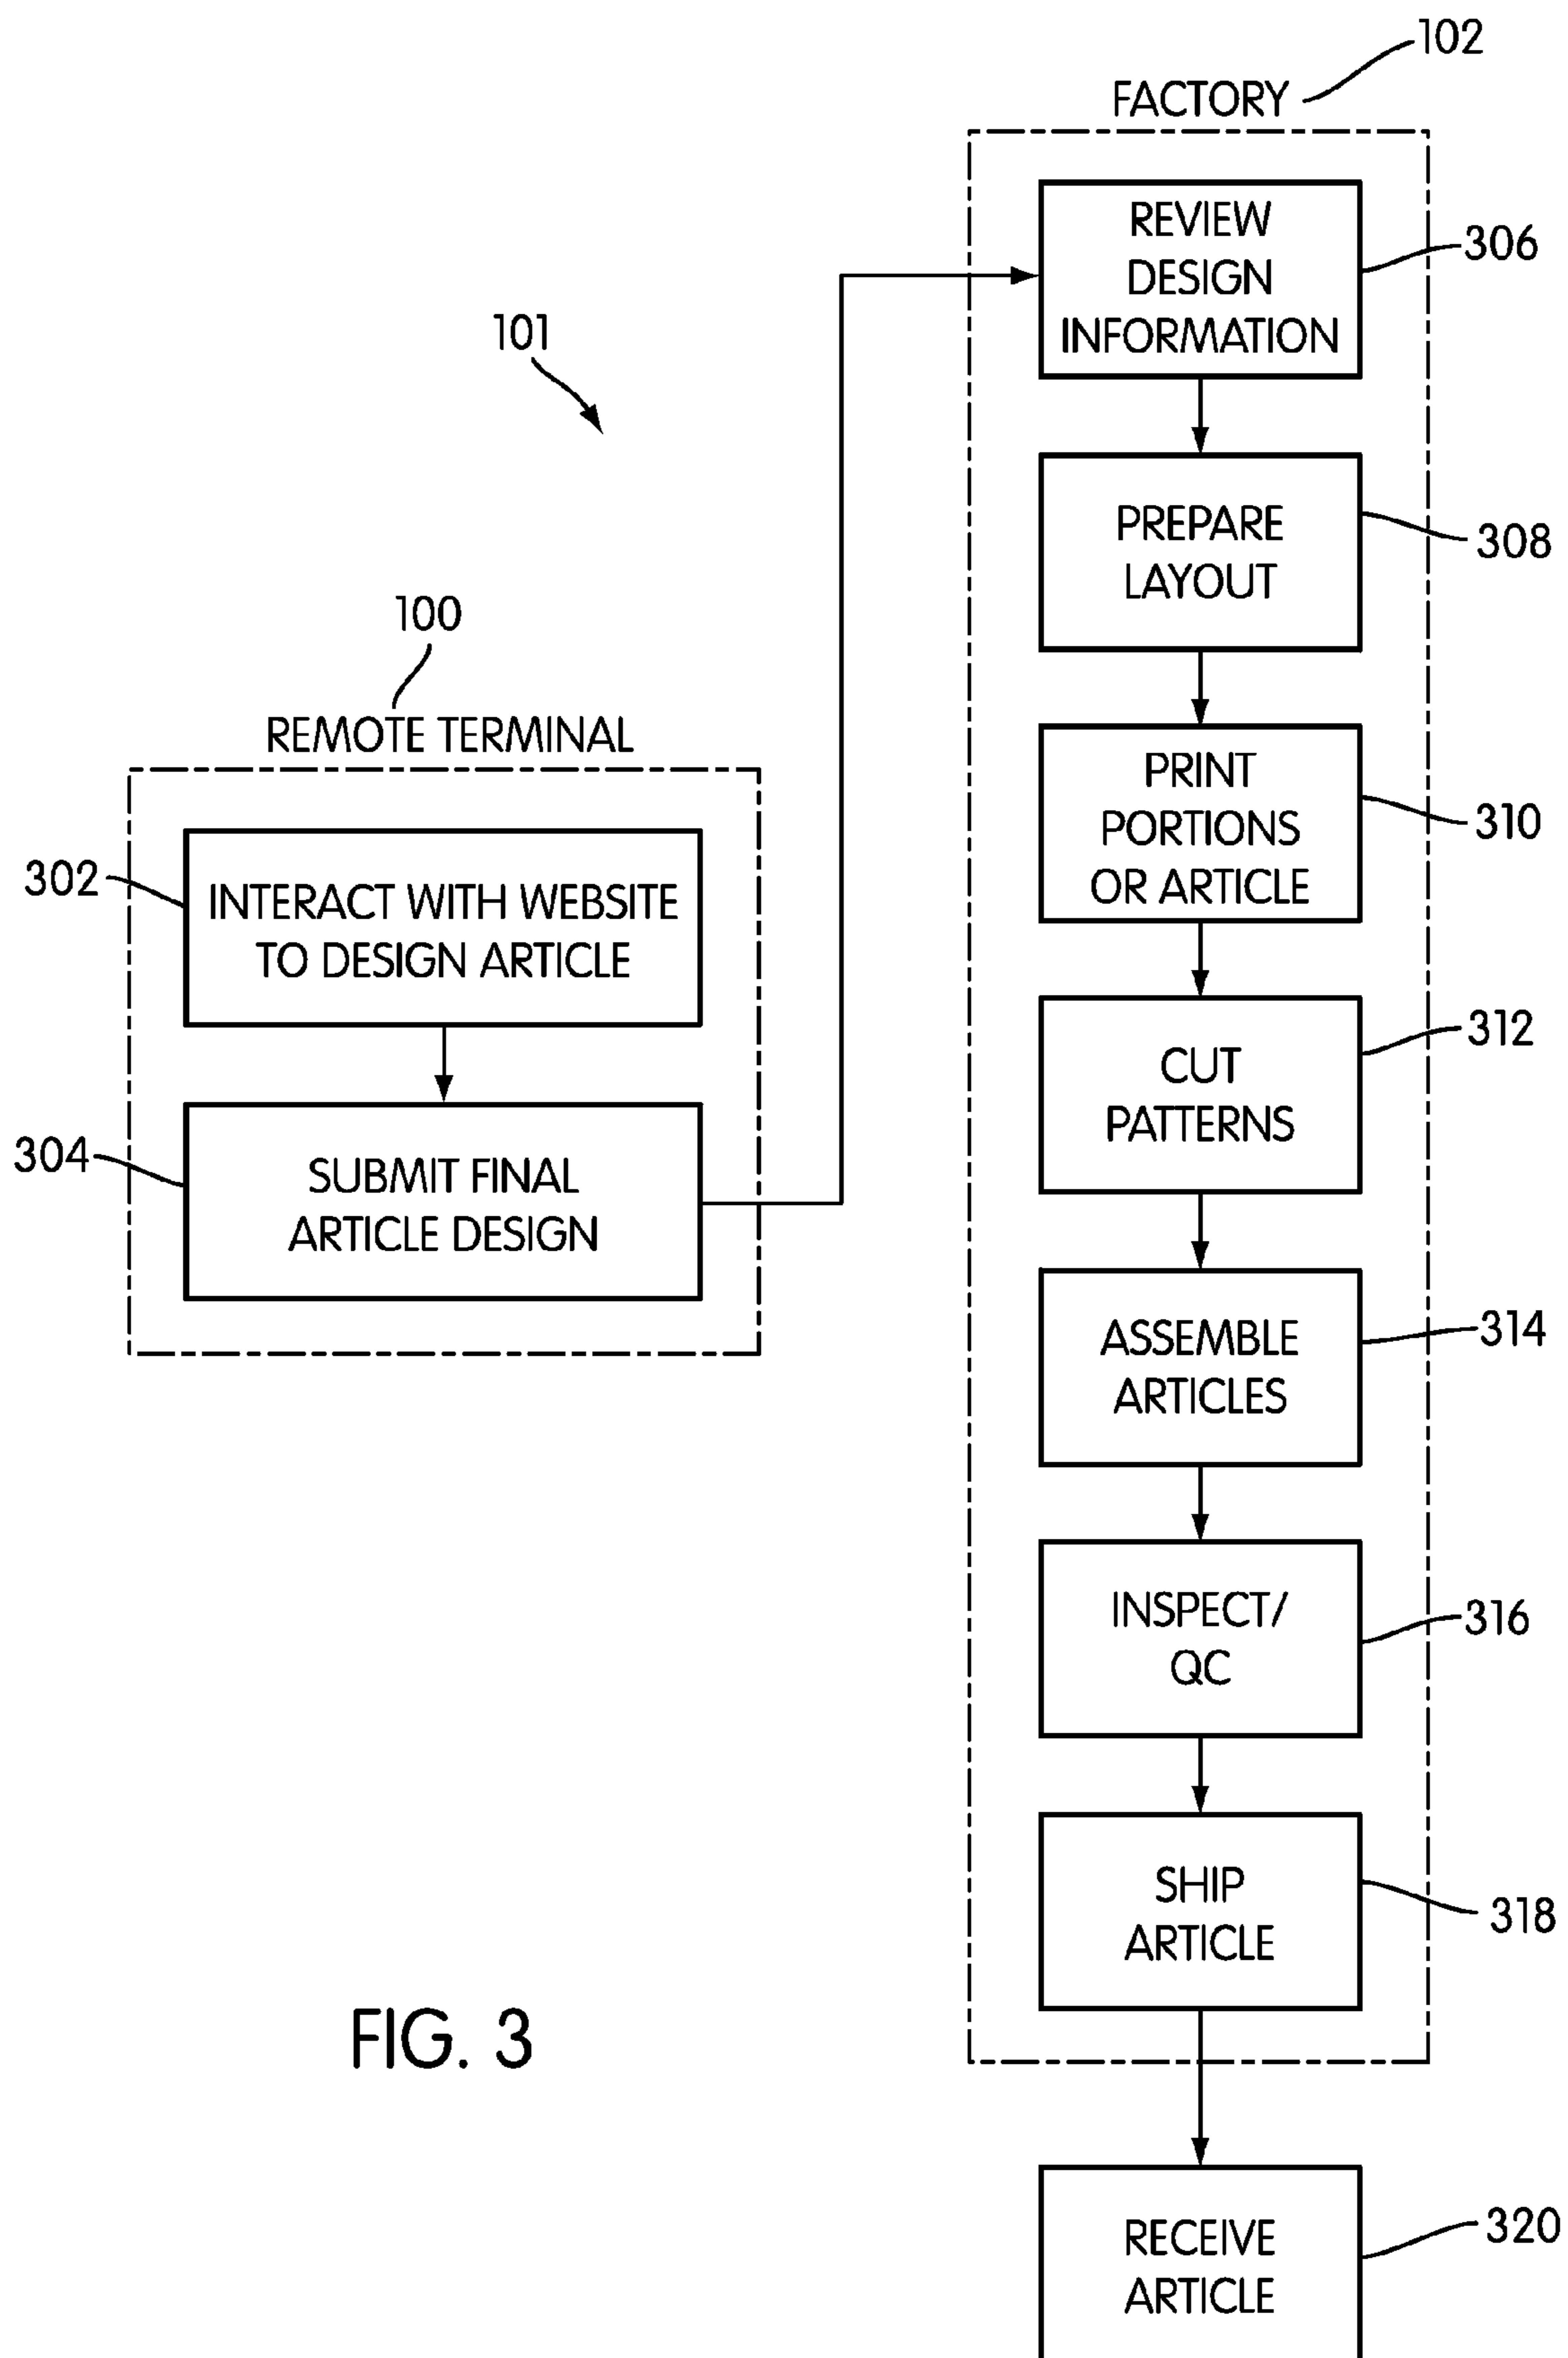 102
FACTORY
REVIEW
DESIGN
INFORMATION
306
101
PREPARE
LAYOUT
308
100
REMOTE TERMINAL
PRINT
PORTIONS
OR ARTICLE
310
302
INTERACT WITH WEBSITE
TO DESIGN ARTICLE
CUT
PATTERNS
312
304
SUBMIT FINAL
ARTICLE DESIGN
ASSEMBLE
ARTICLES
314
INSPECT/
QC
316
SHIP
ARTICLE
318
FIG. 3
RECEIVE
ARTICLE
320